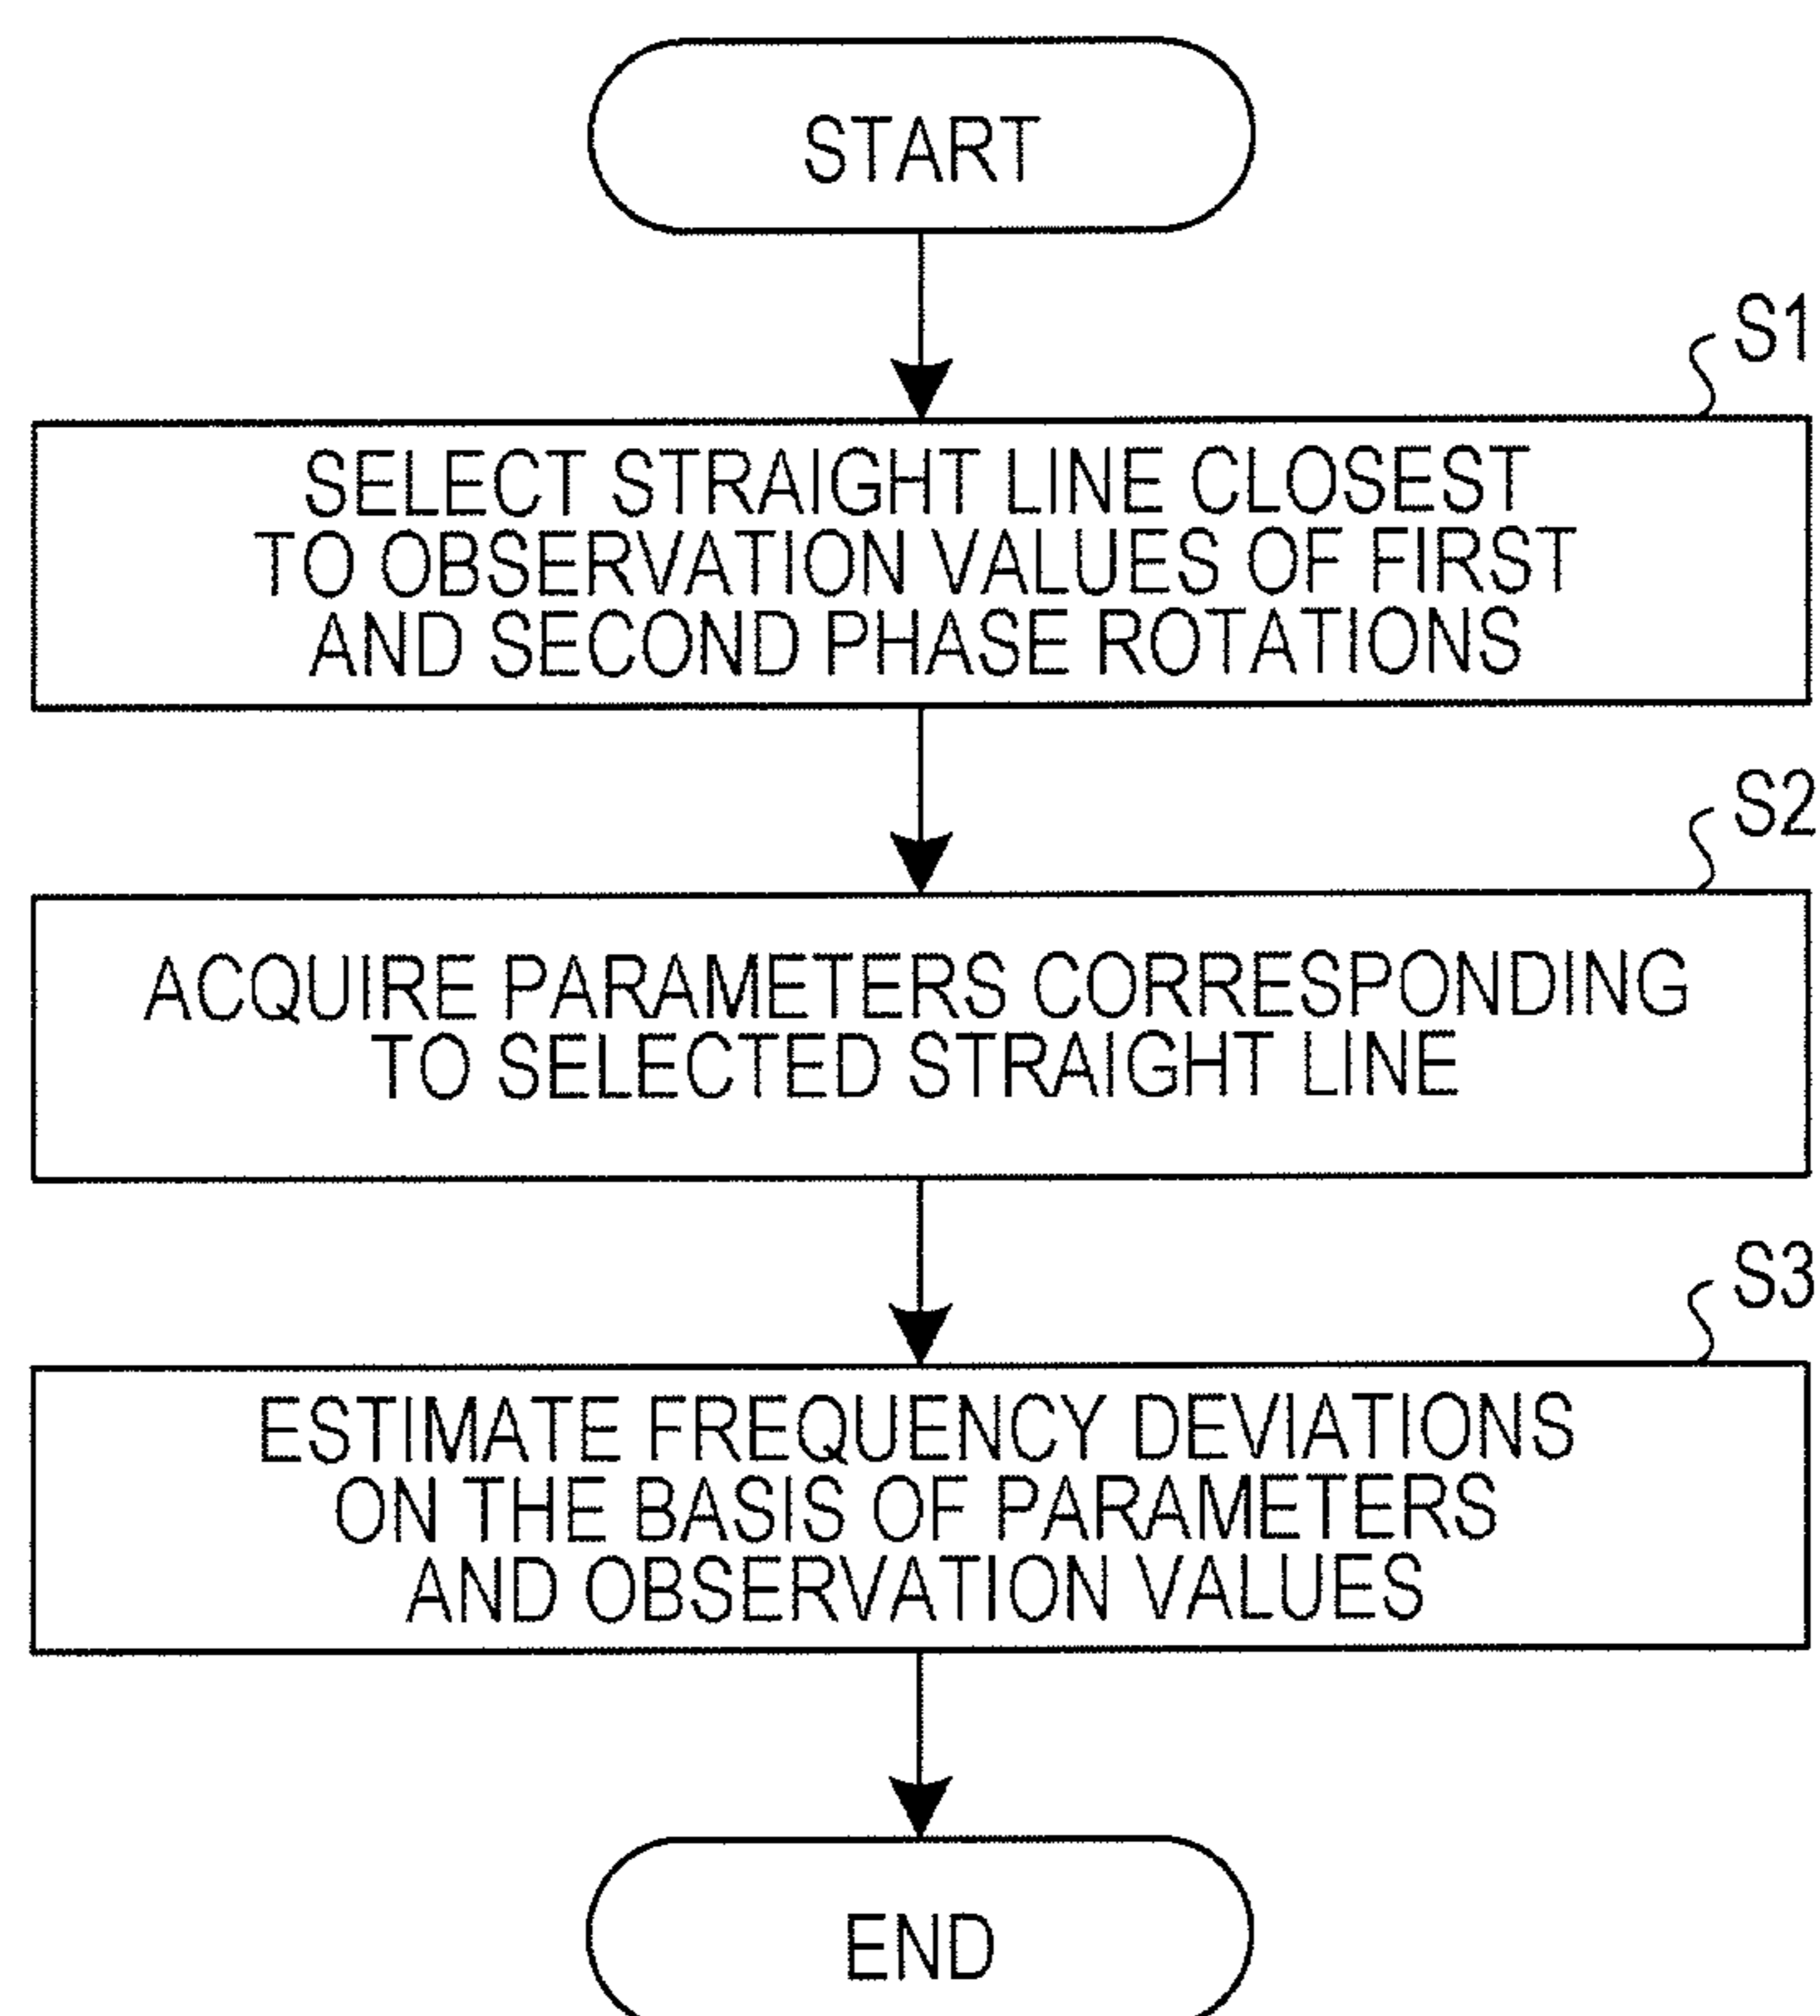 START
S1
SELECT STRAIGHT LINE CLOSEST
TO OBSERVATION VALUES OF FIRST
AND SECOND PHASE ROTATIONS
S2
ACQUIRE PARAMETERS CORRESPONDING
TO SELECTED STRAIGHT LINE
S3
ESTIMATE FREQUENCY DEVIATIONS
ON THE BASIS OF PARAMETERS
AND OBSERVATION VALUES
END